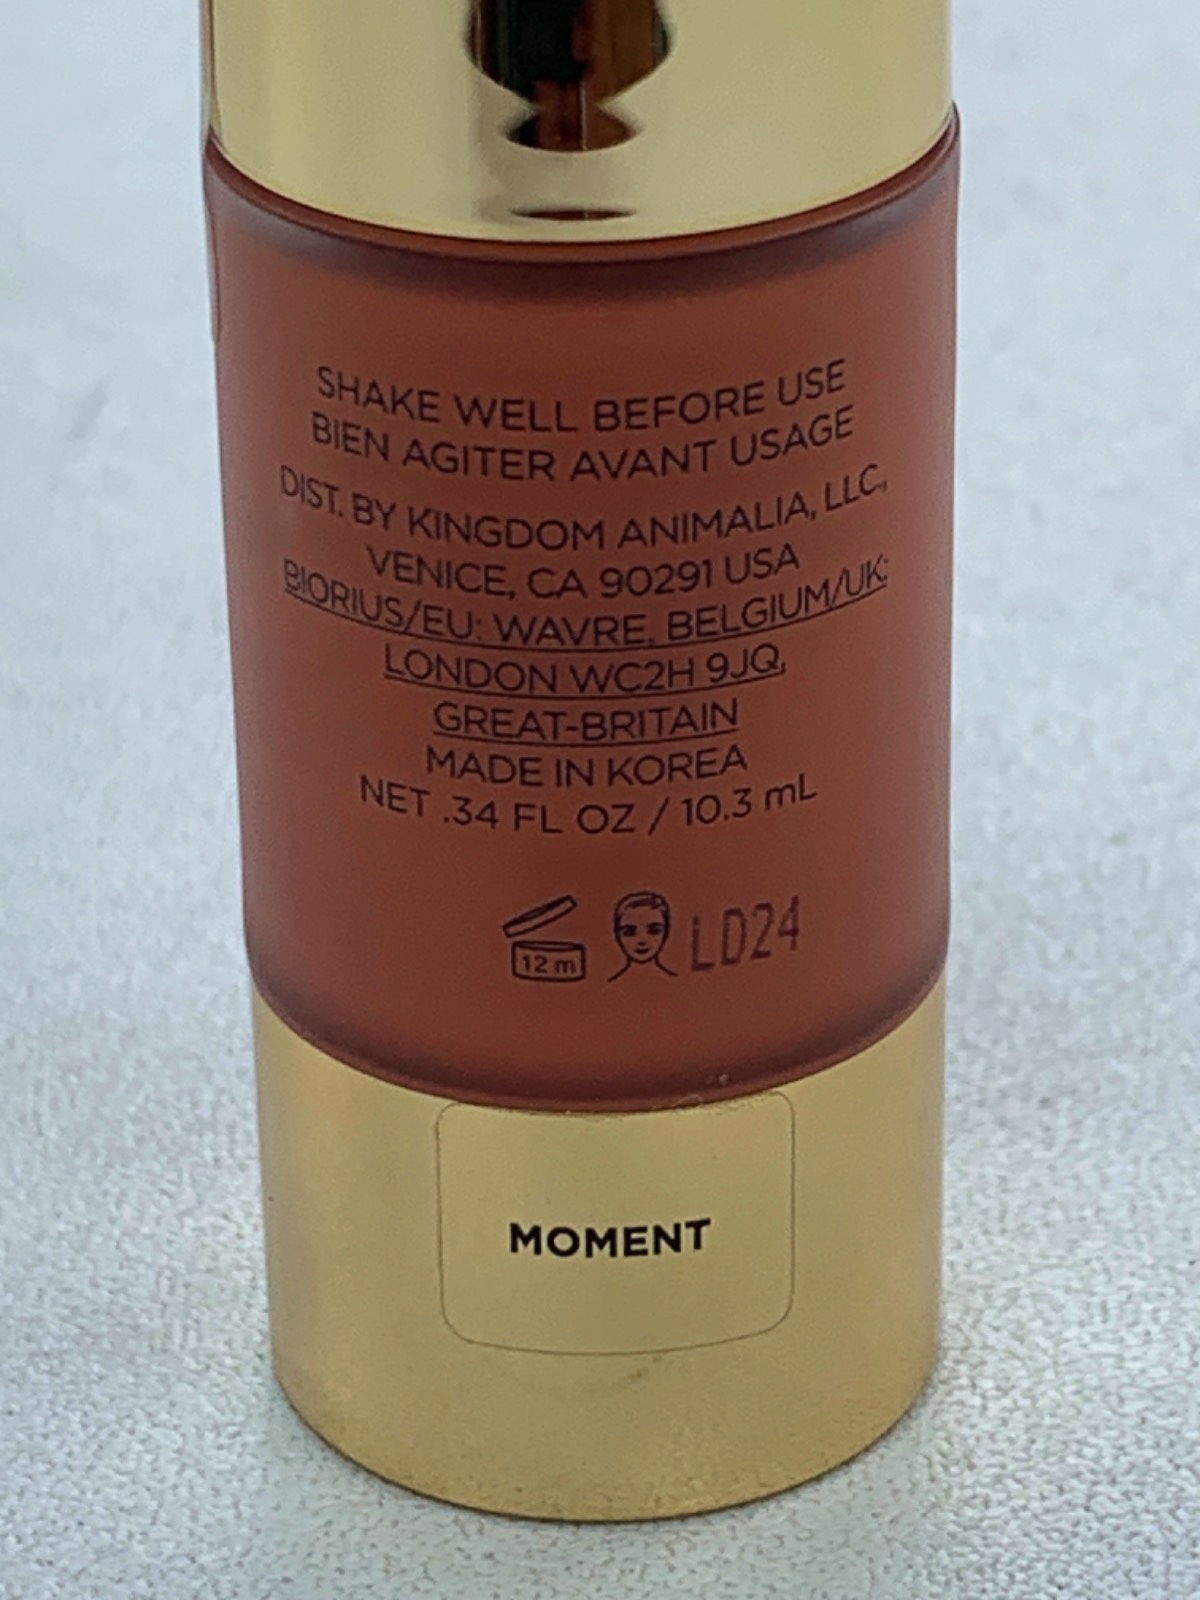 SHAKE WELL BEFORE USE
BIEN AGITER AVANT USAGE
DIST. BY KINGDOM ANIMALIA, LLC,
VENICE, CA 90291 USA
BIORIUS/EU: WAVRE, BELGIUM/UK:
LONDON WC2H 9JQ,
GREAT-BRITAIN
MADE IN KOREA
NET .34 FL OZ / 10.3 mL
12 m LD24
MOMENT